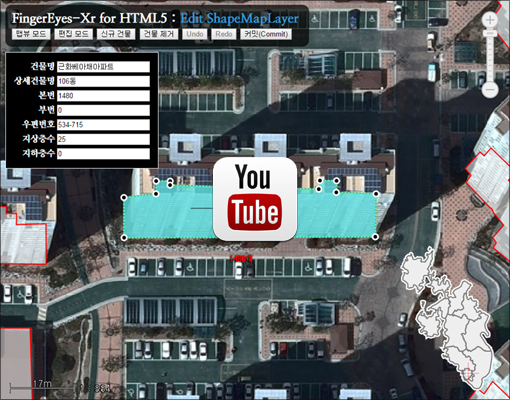 FingerEyes-Xr for HTML5 : Edit ShapeMapLayer
맵뷰 모드 편집 모드 신규 건물 건물 제거 Undo Redo 커밋(Commit)
건물명 근화베아채아파트
상세건물명 106동
본번 1480
부번 0
우편번호 534-715
지상층수 25
지하층수 0
You
Tube
17m